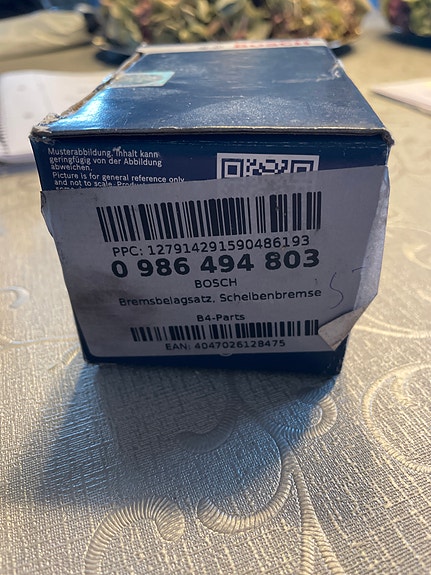 BOSCH
Musterabbildung. Inhalt kann
geringfügig von der Abbildung
abweichen.
Picture is for general reference only
and not to scale.
PPC: 127914291590486193
0 986 494 803
BOSCH
Bremsbelagsatz, Scheibenbremse
B4-Parts
EAN: 4047026128475